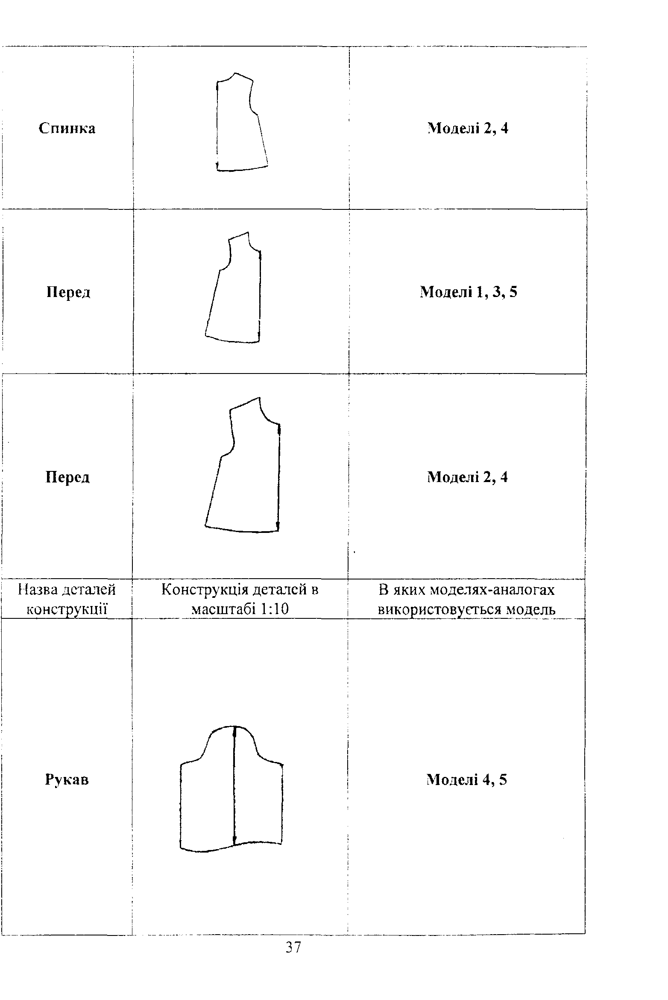 Спинка
Моделі 2, 4
Перед
Моделі 1, 3, 5
Перед
Моделі 2, 4
Назва деталей
конструкції
Конструкція деталей в
масштабі 1:10
В яких моделях-аналогах
використовується модель
Рукав
Моделі 4, 5
37